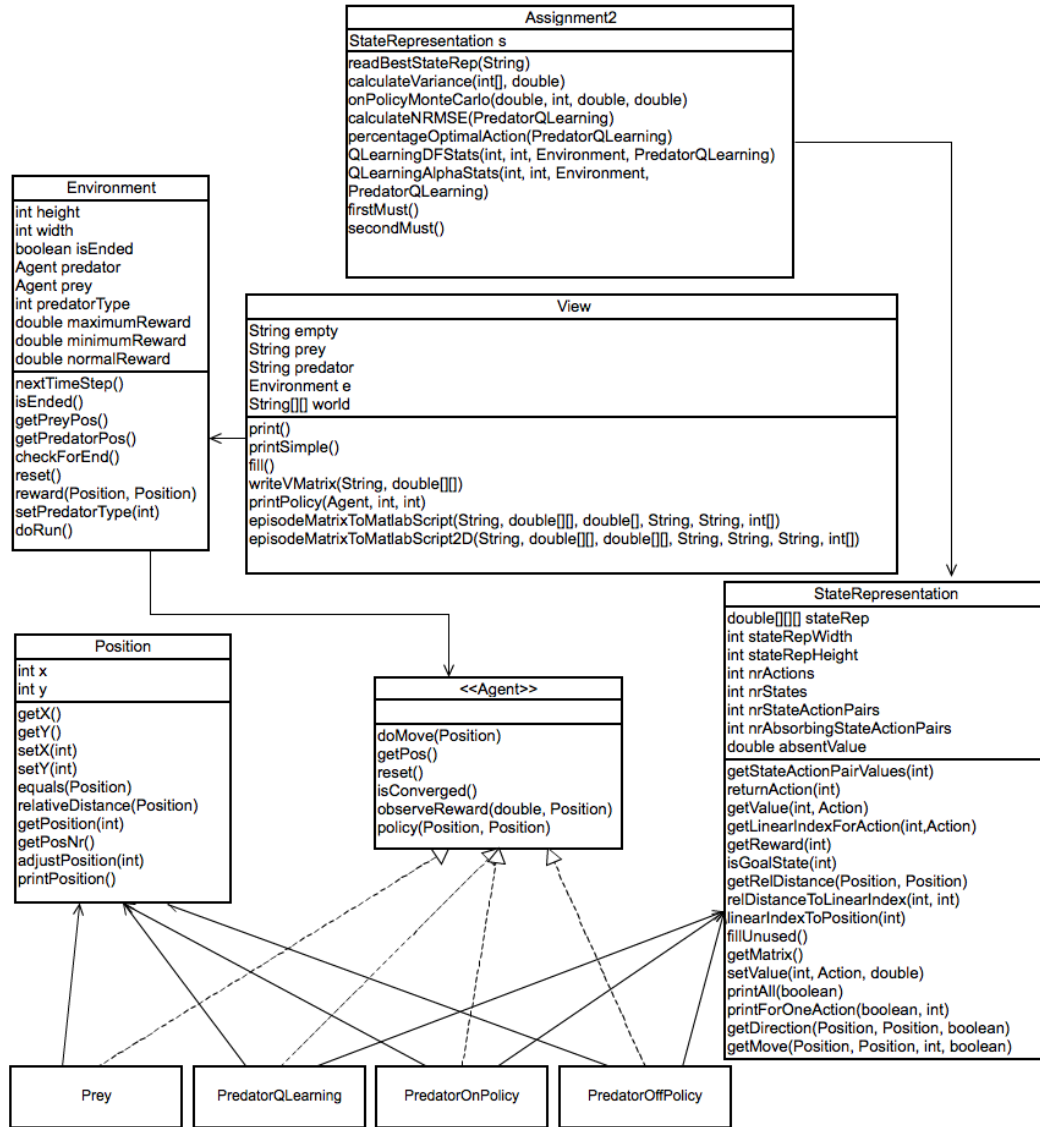 Assignment2
StateRepresentation s
readBestStateRep(String)
calculateVariance(int[], double)
onPolicyMonteCarlo(double, int, double, double)
calculateNRMSE(PredatorQLearning)
percentageOptimalAction(PredatorQLearning)
QLearningDFStats(int, int, Environment, PredatorQLearning)
QLearningAlphaStats(int, int, Environment,
PredatorQLearning)
firstMust()
secondMust()
Environment
int height
int width
boolean isEnded
Agent predator
Agent prey
int predatorType
double maximumReward
double minimumReward
double normalReward
nextTimeStep()
isEnded()
getPreyPos()
getPredatorPos()
checkForEnd()
reset()
reward(Position, Position)
setPredatorType(int)
doRun()
View
String empty
String prey
String predator
Environment e
String[][] world
print()
printSimple()
fill()
writeVMatrix(String, double[][])
printPolicy(Agent, int, int)
episodeMatrixToMatlabScript(String, double[][], double[], String, String, int[])
episodeMatrixToMatlabScript2D(String, double[][], double[][], String, String, String, int[])
Position
int x
int y
getX()
getY()
setX(int)
setY(int)
equals(Position)
relativeDistance(Position)
getPosition(int)
getPosNr()
adjustPosition(int)
printPosition()
<<Agent>>
doMove(Position)
getPos()
reset()
isConverged()
observeReward(double, Position)
policy(Position, Position)
StateRepresentation
double[][][] stateRep
int stateRepWidth
int stateRepHeight
int nrActions
int nrStates
int nrStateActionPairs
int nrAbsorbingStateActionPairs
double absentValue
getStateActionPairValues(int)
returnAction(int)
getValue(int, Action)
getLinearIndexForAction(int,Action)
getReward(int)
isGoalState(int)
getRelDistance(Position, Position)
relDistanceToLinearIndex(int, int)
linearIndexToPosition(int)
fillUnused()
getMatrix()
setValue(int, Action, double)
printAll(boolean)
printForOneAction(boolean, int)
getDirection(Position, Position, boolean)
getMove(Position, Position, int, boolean)
Prey
PredatorQLearning
PredatorOnPolicy
PredatorOffPolicy